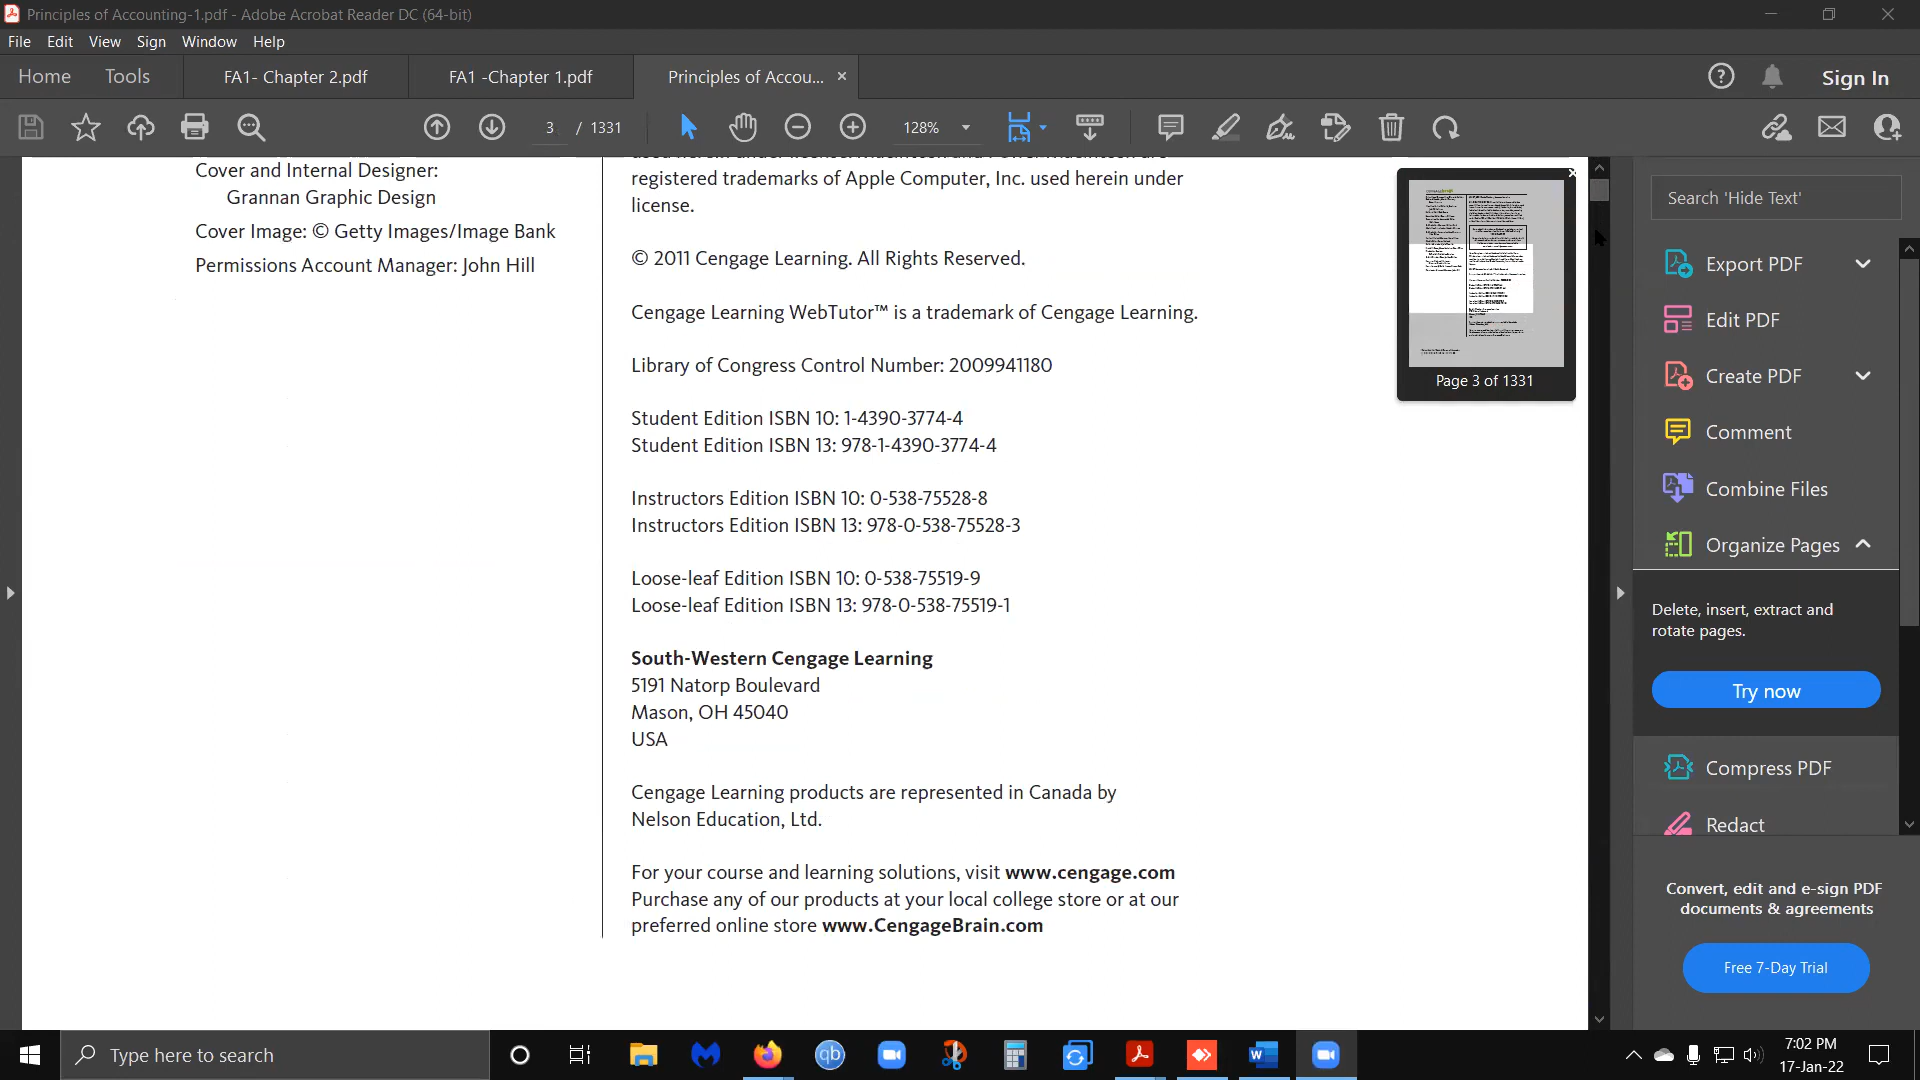 Principles of Accounting-1.pdf - Adobe Acrobat Reader DC (64-bit)
File Edit View Sign Window Help
Home Tools FA1- Chapter 2.pdf FA1 -Chapter 1.pdf Principles of Accou... × Sign In
3 / 1331 128%
Cover and Internal Designer:
Grannan Graphic Design
Cover Image: © Getty Images/Image Bank
Permissions Account Manager: John Hill
registered trademarks of Apple Computer, Inc. used herein under
license.
© 2011 Cengage Learning. All Rights Reserved.
Cengage Learning WebTutor™ is a trademark of Cengage Learning.
Library of Congress Control Number: 2009941180
Student Edition ISBN 10: 1-4390-3774-4
Student Edition ISBN 13: 978-1-4390-3774-4
Instructors Edition ISBN 10: 0-538-75528-8
Instructors Edition ISBN 13: 978-0-538-75528-3
Loose-leaf Edition ISBN 10: 0-538-75519-9
Loose-leaf Edition ISBN 13: 978-0-538-75519-1
South-Western Cengage Learning
5191 Natorp Boulevard
Mason, OH 45040
USA
Cengage Learning products are represented in Canada by
Nelson Education, Ltd.
For your course and learning solutions, visit www.cengage.com
Purchase any of our products at your local college store or at our
preferred online store www.CengageBrain.com
Page 3 of 1331
Search 'Hide Text'
Export PDF
Edit PDF
Create PDF
Comment
Combine Files
Organize Pages
Delete, insert, extract and
rotate pages.
Try now
Compress PDF
Redact
Convert, edit and e-sign PDF
documents & agreements
Free 7-Day Trial
Type here to search
qb
7:02 PM
17-Jan-22